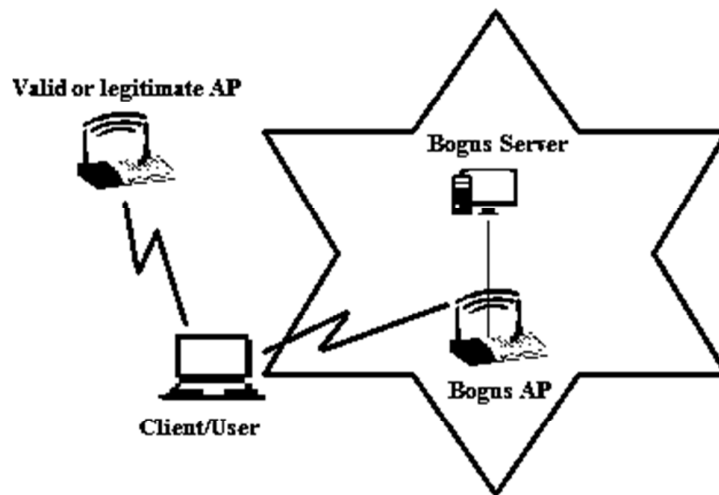 Valid or legitimate AP
Bogus Server
Bogus AP
Client/User